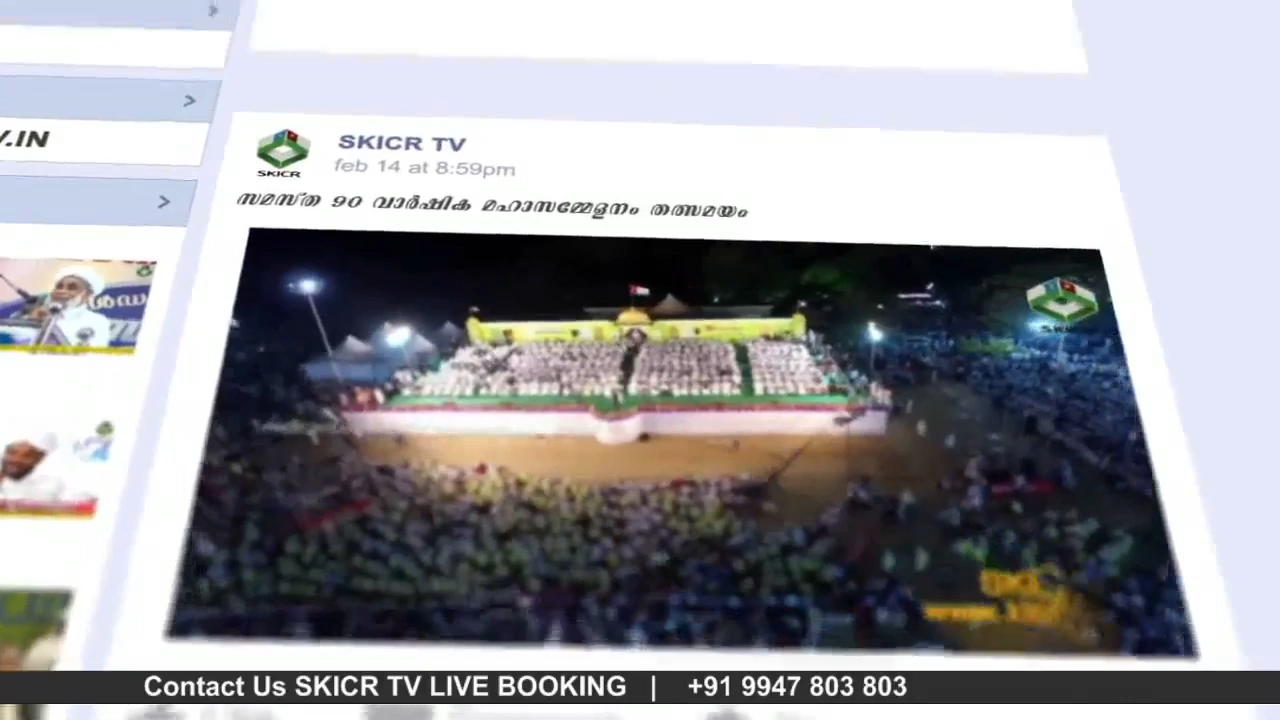 V.IN
SKICR TV
feb 14 at 8:59pm
SKICR
സമസ്ത 90 വാർഷിക മഹാസമ്മേളനം തത്സമയം
Contact Us SKICR TV LIVE BOOKING | +91 9947 803 803